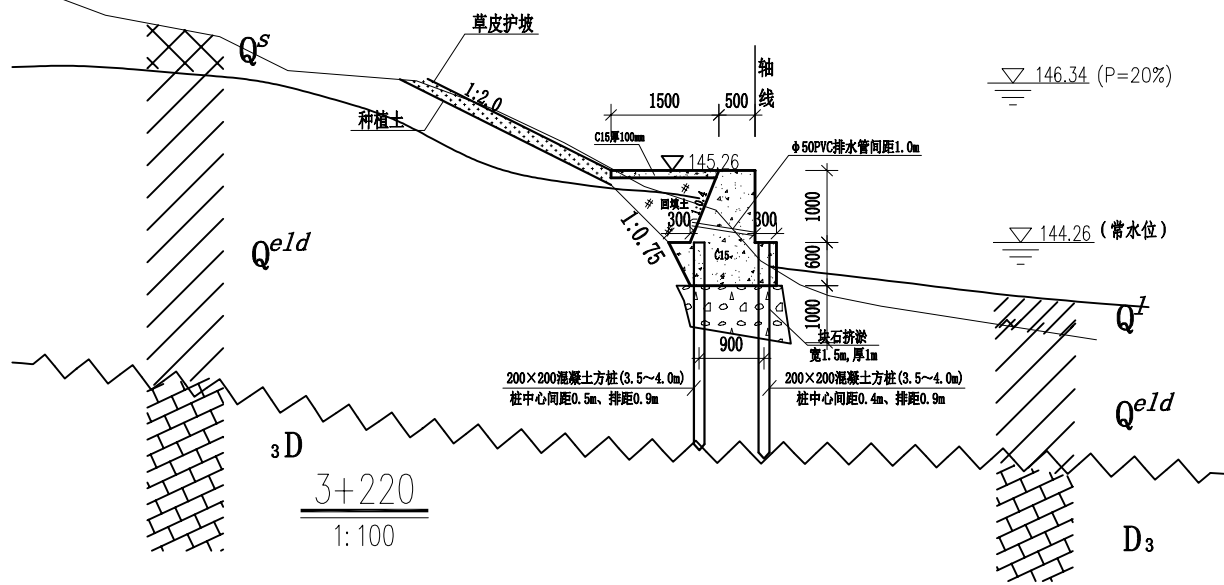 草皮护坡
Q^s
轴线
146.34 (P=20%)
1:2.0
1500
500
种植土
C15厚100mm
145.26
φ50PVC排水管间距1.0m
1000
回填土
1:0.4
300
300
1:0.75
144.26 (常水位)
Q^eld
C15
600
1000
Q^l
块石挤淤
宽1.5m,厚1m
900
200×200混凝土方桩(3.5～4.0m)
桩中心间距0.5m、排距0.9m
200×200混凝土方桩(3.5～4.0m)
桩中心间距0.4m、排距0.9m
Q^eld
₃D
3+220
1:100
D₃